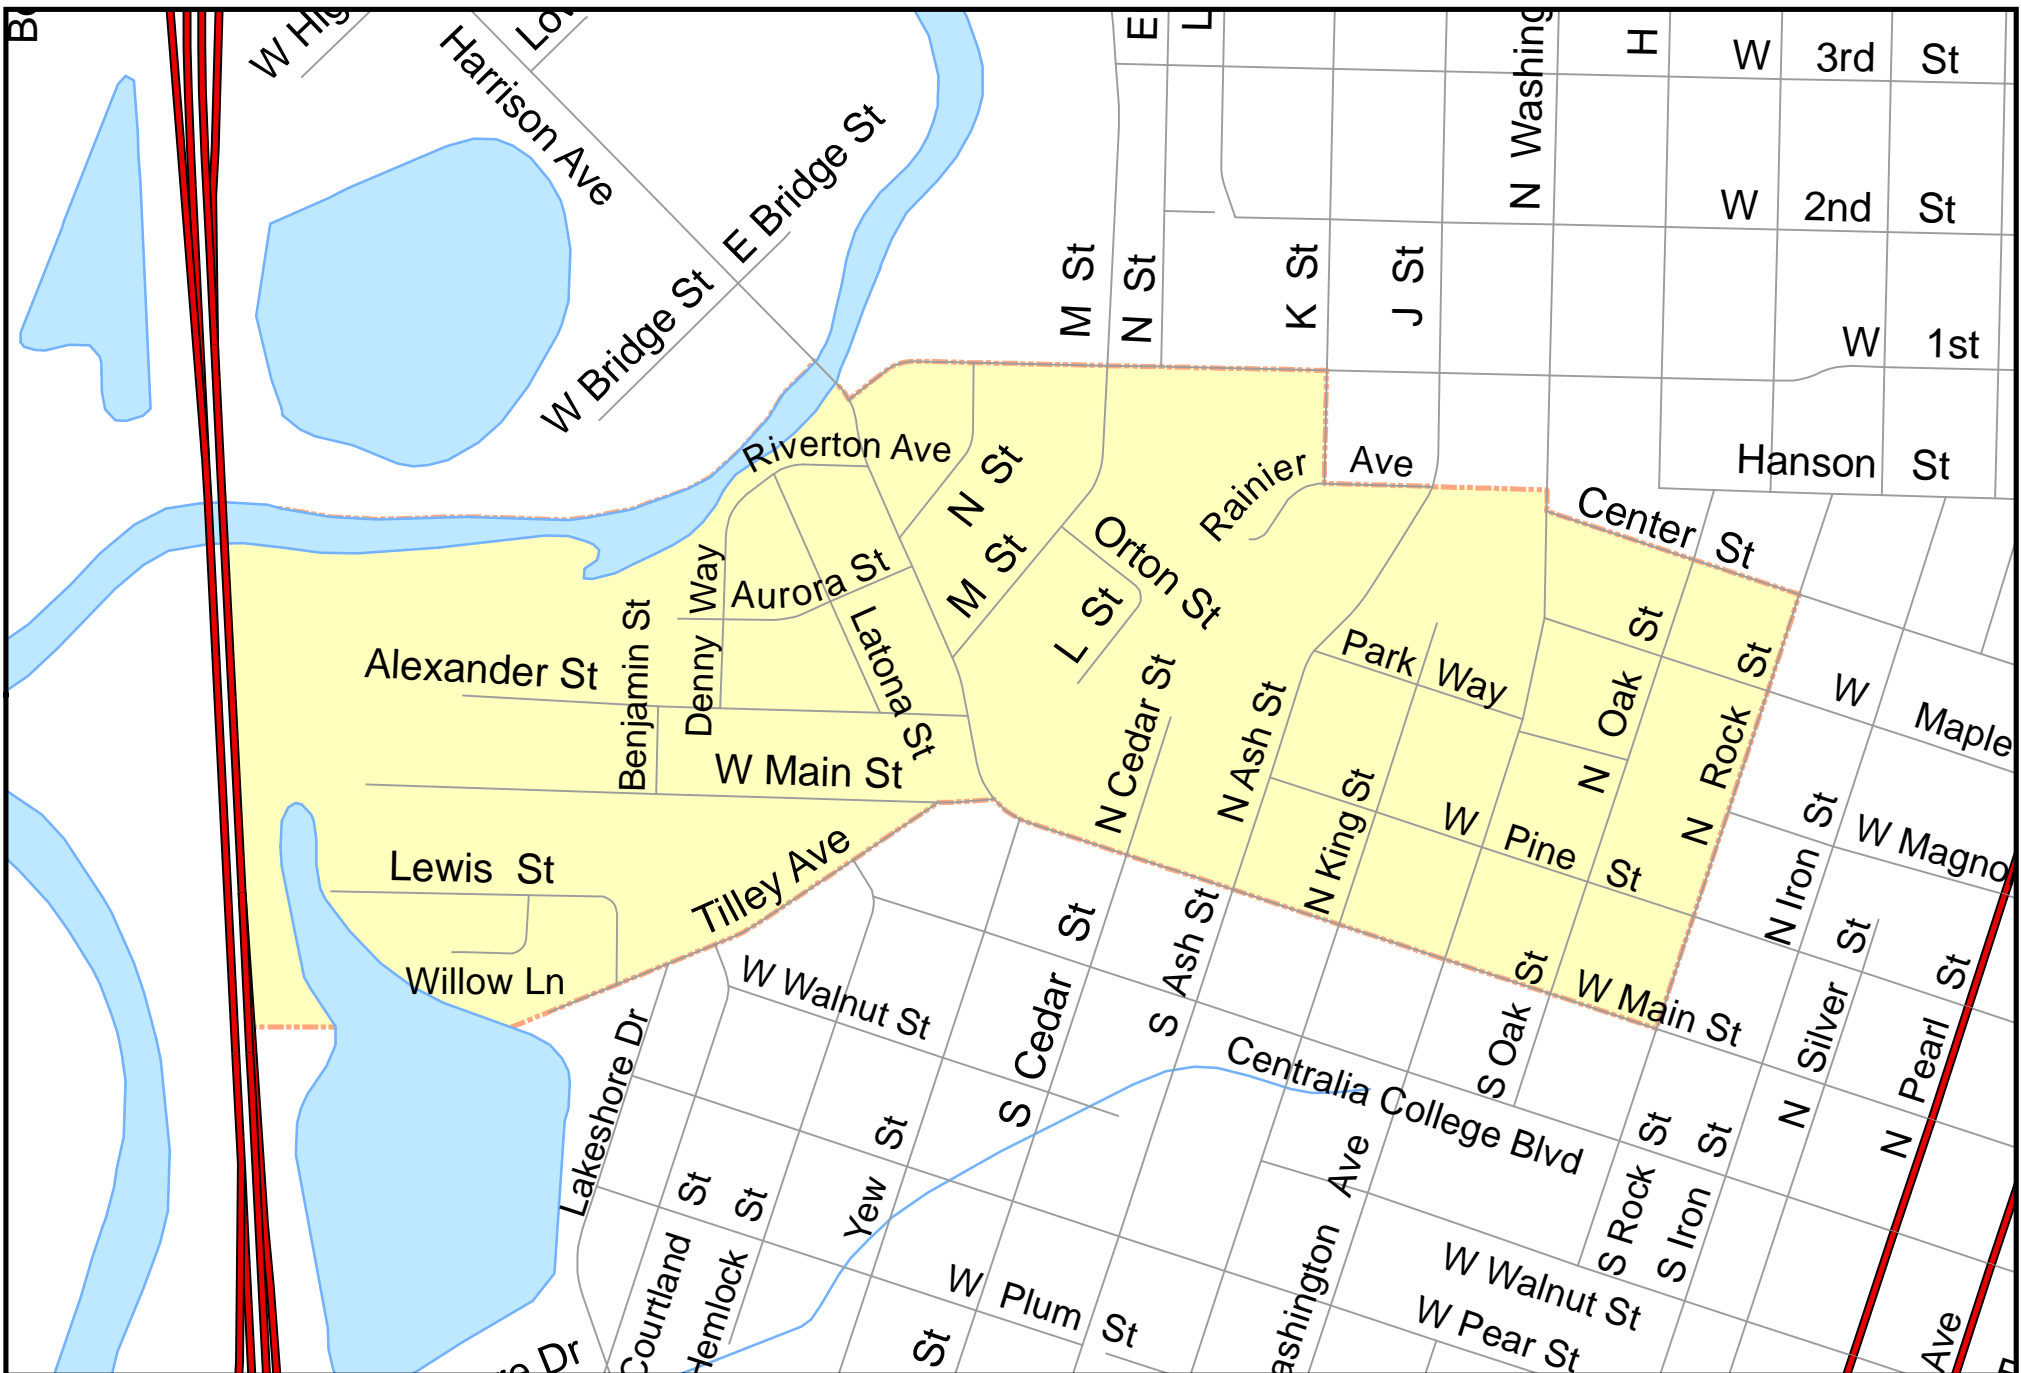 W Hig
Harrison Ave
E Bridge St
W Bridge St
W 3rd St
N Washing
H
W 2nd St
M St
N St
K St
J St
W 1st
Hanson St
Riverton Ave
N St
M St
Rainier Ave
Center St
Orton St
L St
Aurora St
Denny Way
Benjamin St
Latona St
Alexander St
W Main St
Lewis St
Willow Ln
Tilley Ave
N Cedar St
N Ash St
Park Way
N King St
N Oak St
N Rock St
W Pine St
W Maple
W Magno
N Iron St
N Silver St
N Pearl St
W Main St
W Walnut St
S Cedar St
S Ash St
S Oak St
Centralia College Blvd
Lakeshore Dr
Courtland St
Hemlock St
Yew St
W Plum St
ashington Ave
S Rock St
S Iron St
W Walnut St
W Pear St
re Dr
St
Ave
E